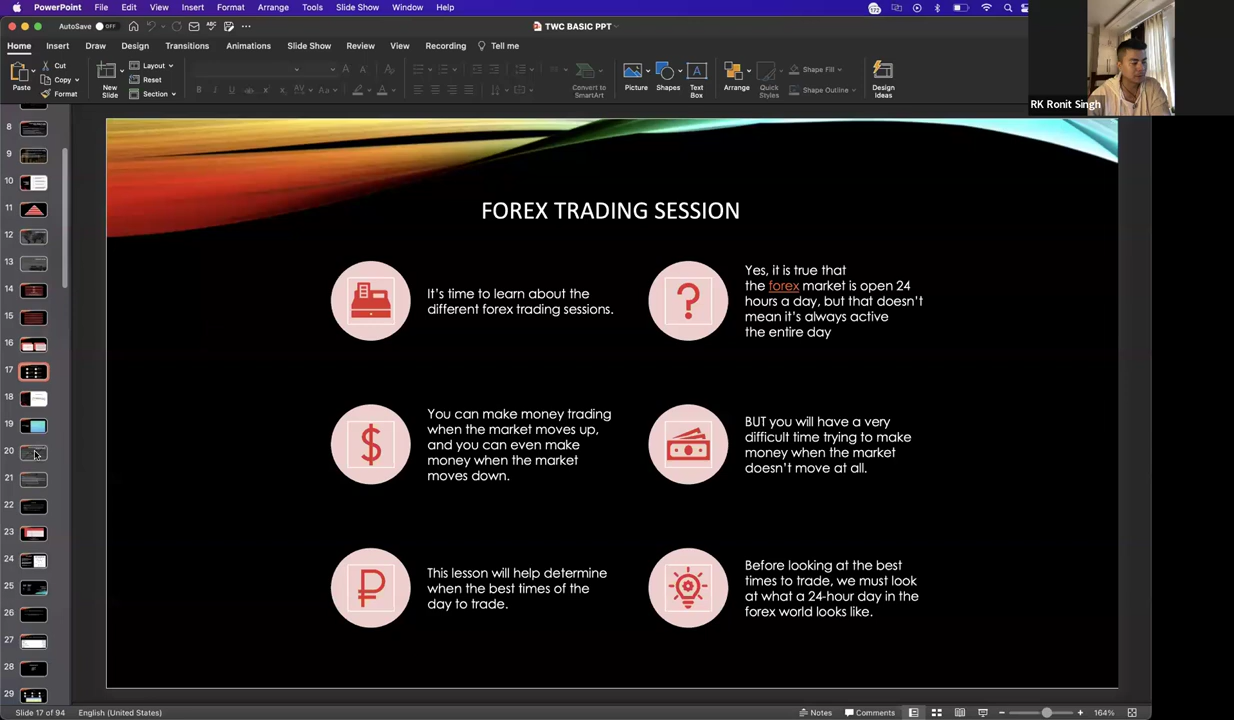 PowerPoint File Edit View Insert Format Arrange Tools Slide Show Window Help
AutoSave OFF
TWC BASIC PPT
Home Insert Draw Design Transitions Animations Slide Show Review View Recording Tell me
Paste
Cut
Copy
Format
New
Slide
Layout
Reset
Section
Convert to
SmartArt
Picture
Shapes
Text
Box
Arrange
Quick
Styles
Shape Fill
Shape Outline
Design
Ideas
RK Ronit Singh
8
9
10
11
12
13
14
15
16
17
18
19
20
21
22
23
24
25
26
27
28
29
FOREX TRADING SESSION
It's time to learn about the
different forex trading sessions.
Yes, it is true that
the forex market is open 24
hours a day, but that doesn't
mean it's always active
the entire day
You can make money trading
when the market moves up,
and you can even make
money when the market
moves down.
BUT you will have a very
difficult time trying to make
money when the market
doesn't move at all.
This lesson will help determine
when the best times of the
day to trade.
Before looking at the best
times to trade, we must look
at what a 24-hour day in the
forex world looks like.
Slide 17 of 94 English (United States)
Notes Comments 164%